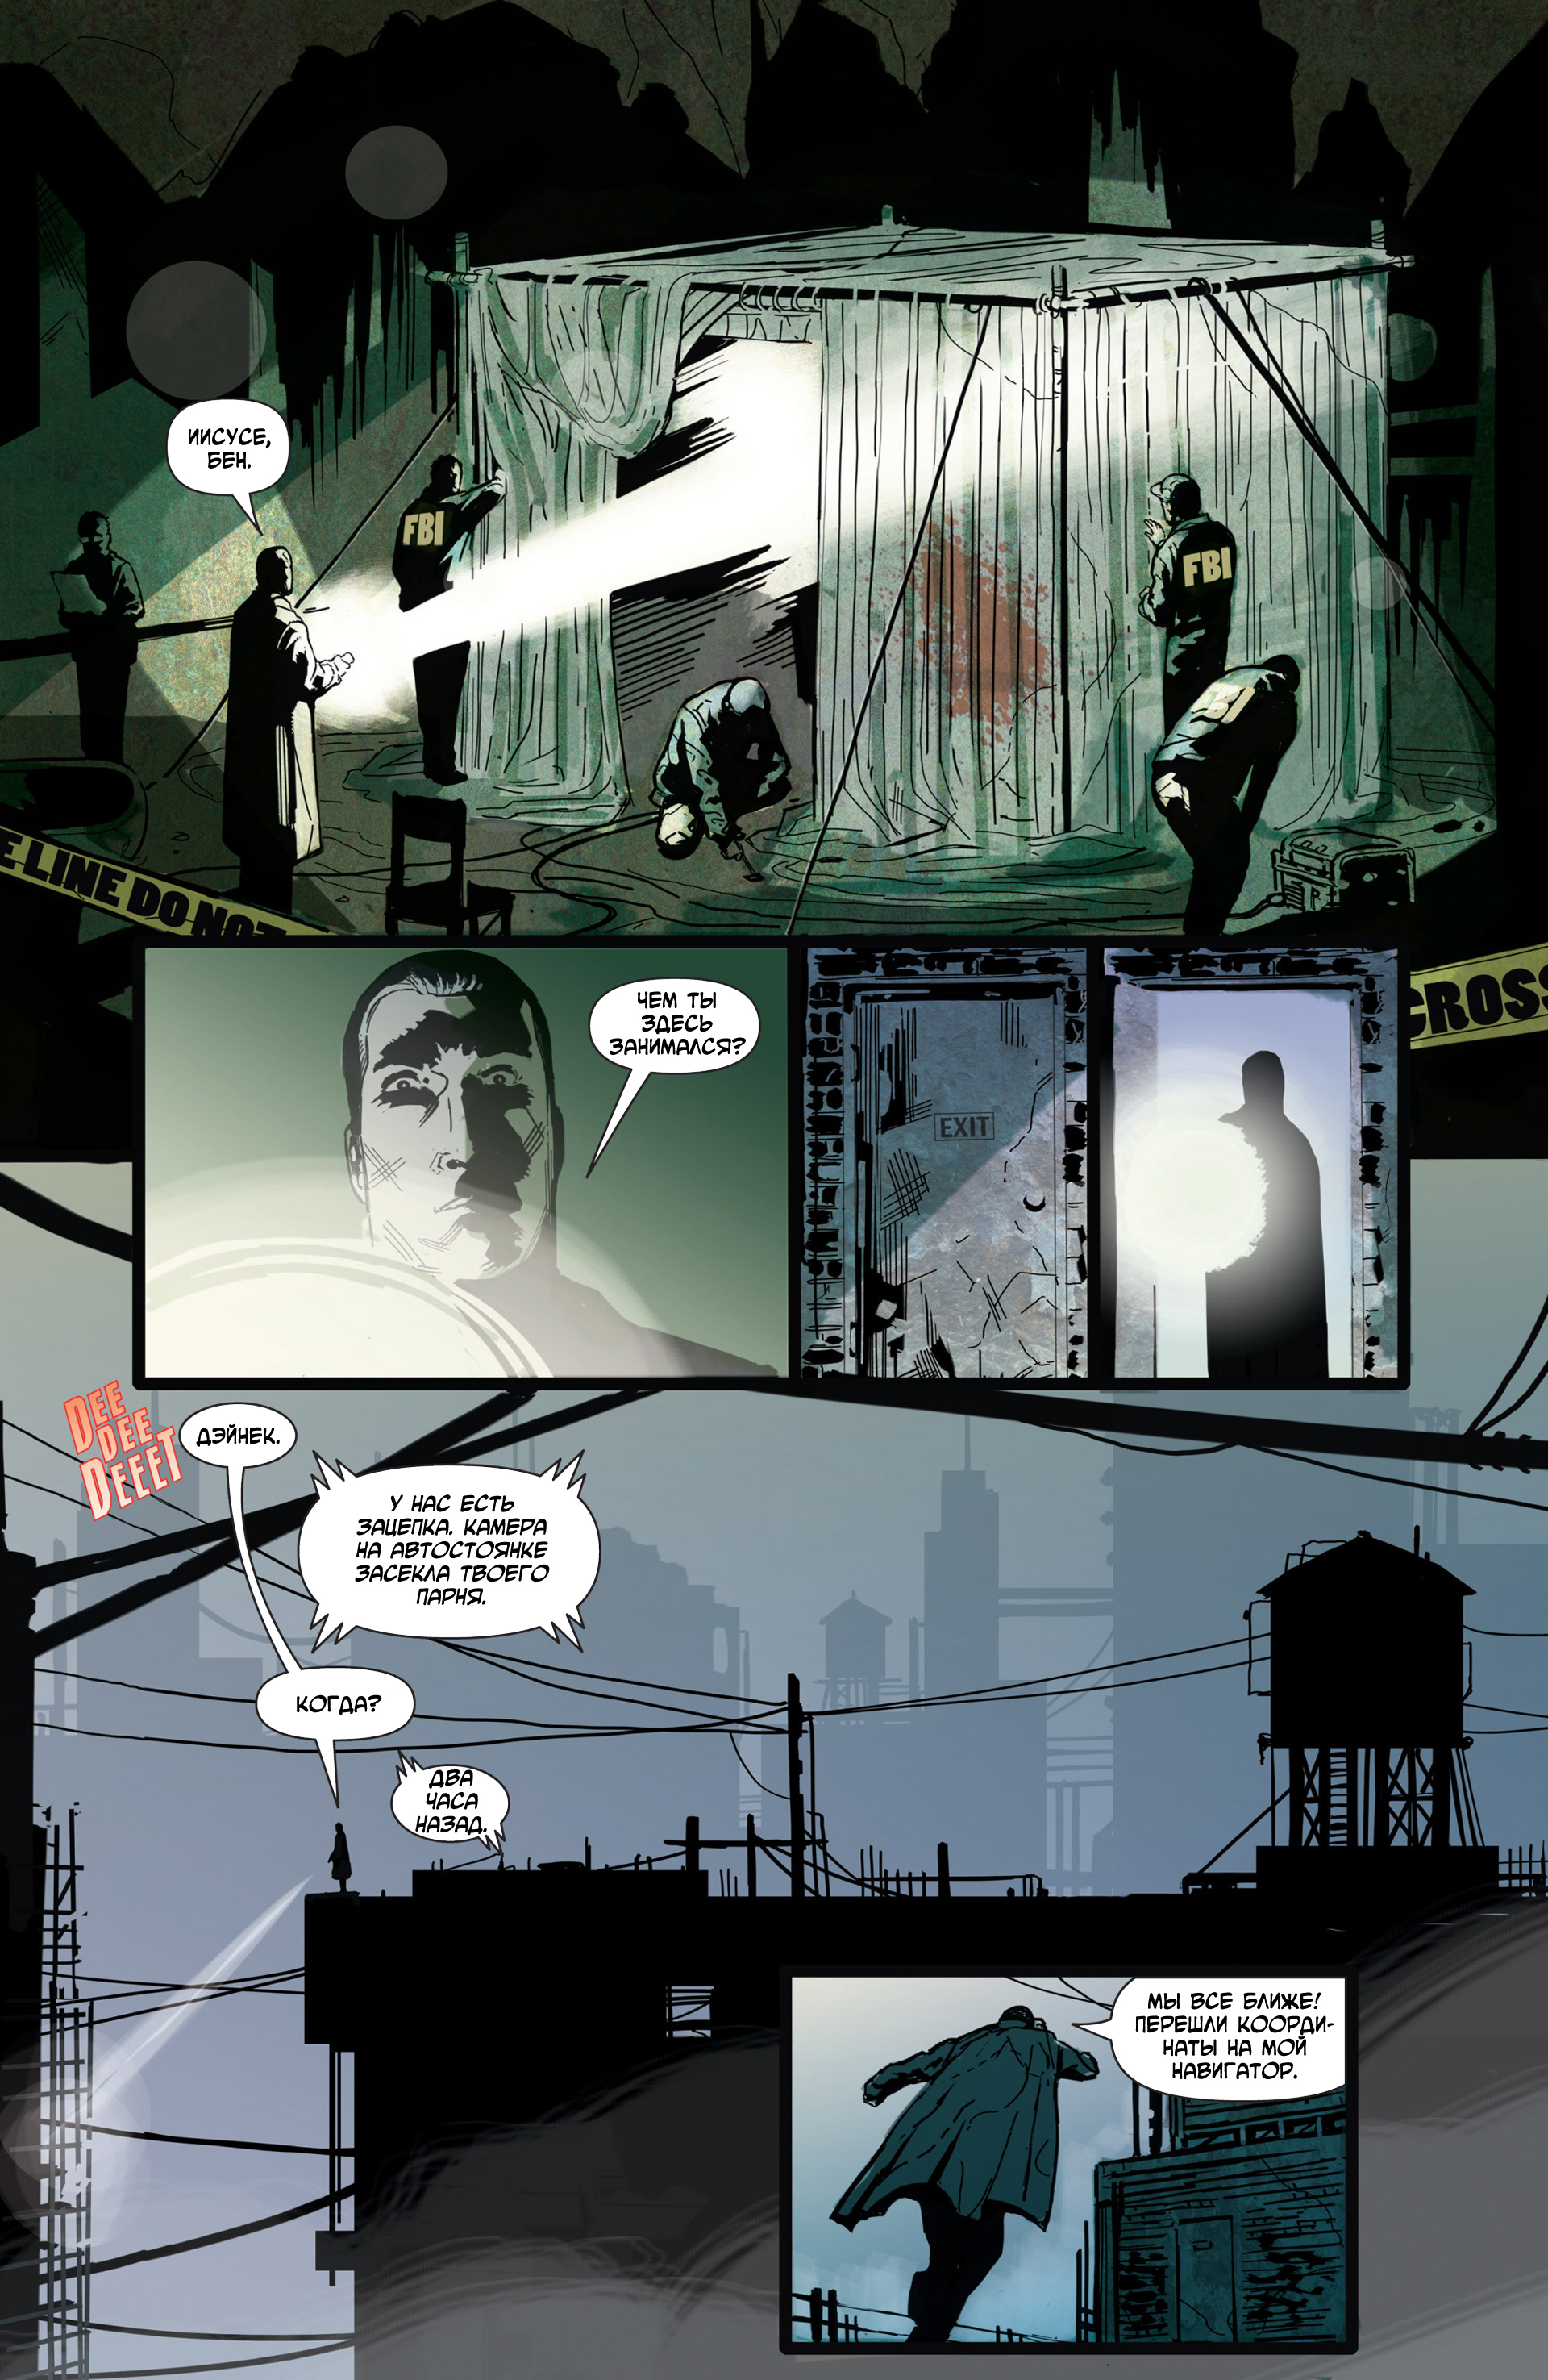 ИИСУСЕ,
БЕН.
FBI
FBI
FBI
E LINE DO NOT
CROSS
ЧЕМ ТЫ
ЗДЕСЬ
ЗАНИМАЛСЯ?
EXIT
DEE
DEE
DEEET
ДЭЙНЕК.
У НАС ЕСТЬ
ЗАЦЕПКА. КАМЕРА
НА АВТОСТОЯНКЕ
ЗАСЕКЛА ТВОЕГО
ПАРНЯ.
КОГДА?
ДВА
ЧАСА
НАЗАД.
МЫ ВСЕ БЛИЖЕ!
ПЕРЕШЛИ КООРДИ-
НАТЫ НА МОЙ
НАВИГАТОР.